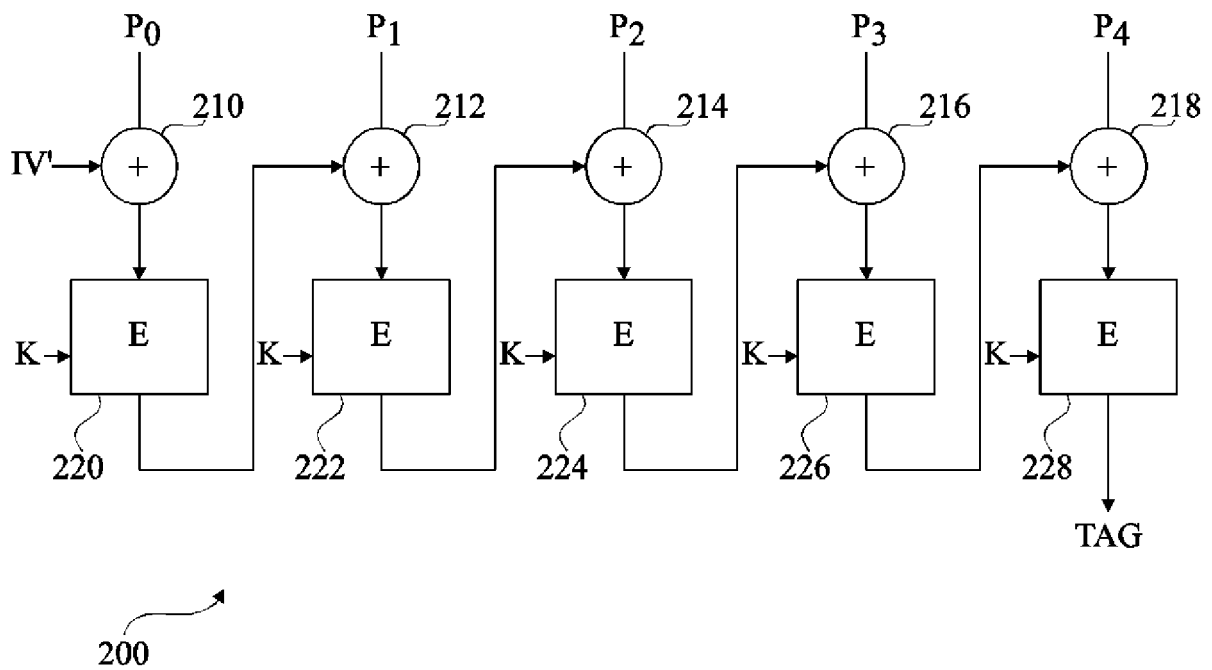 P0 P1 P2 P3 P4
210 212 214 216 218
IV' + + + + +
E E E E E
K K K K K
220 222 224 226 228
TAG
200